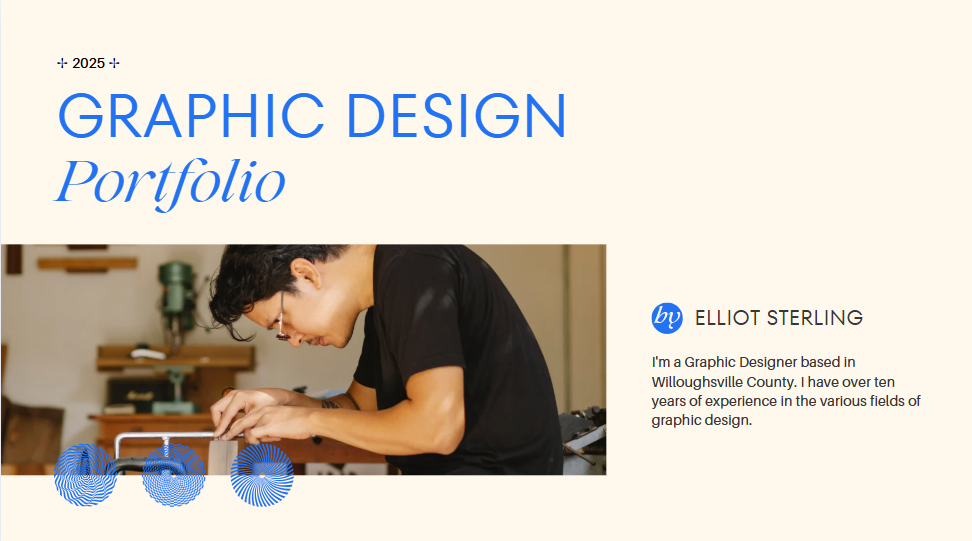 2025
GRAPHIC DESIGN
Portfolio
by ELLIOT STERLING
I'm a Graphic Designer based in
Willoughsville County. I have over ten
years of experience in the various fields of
graphic design.